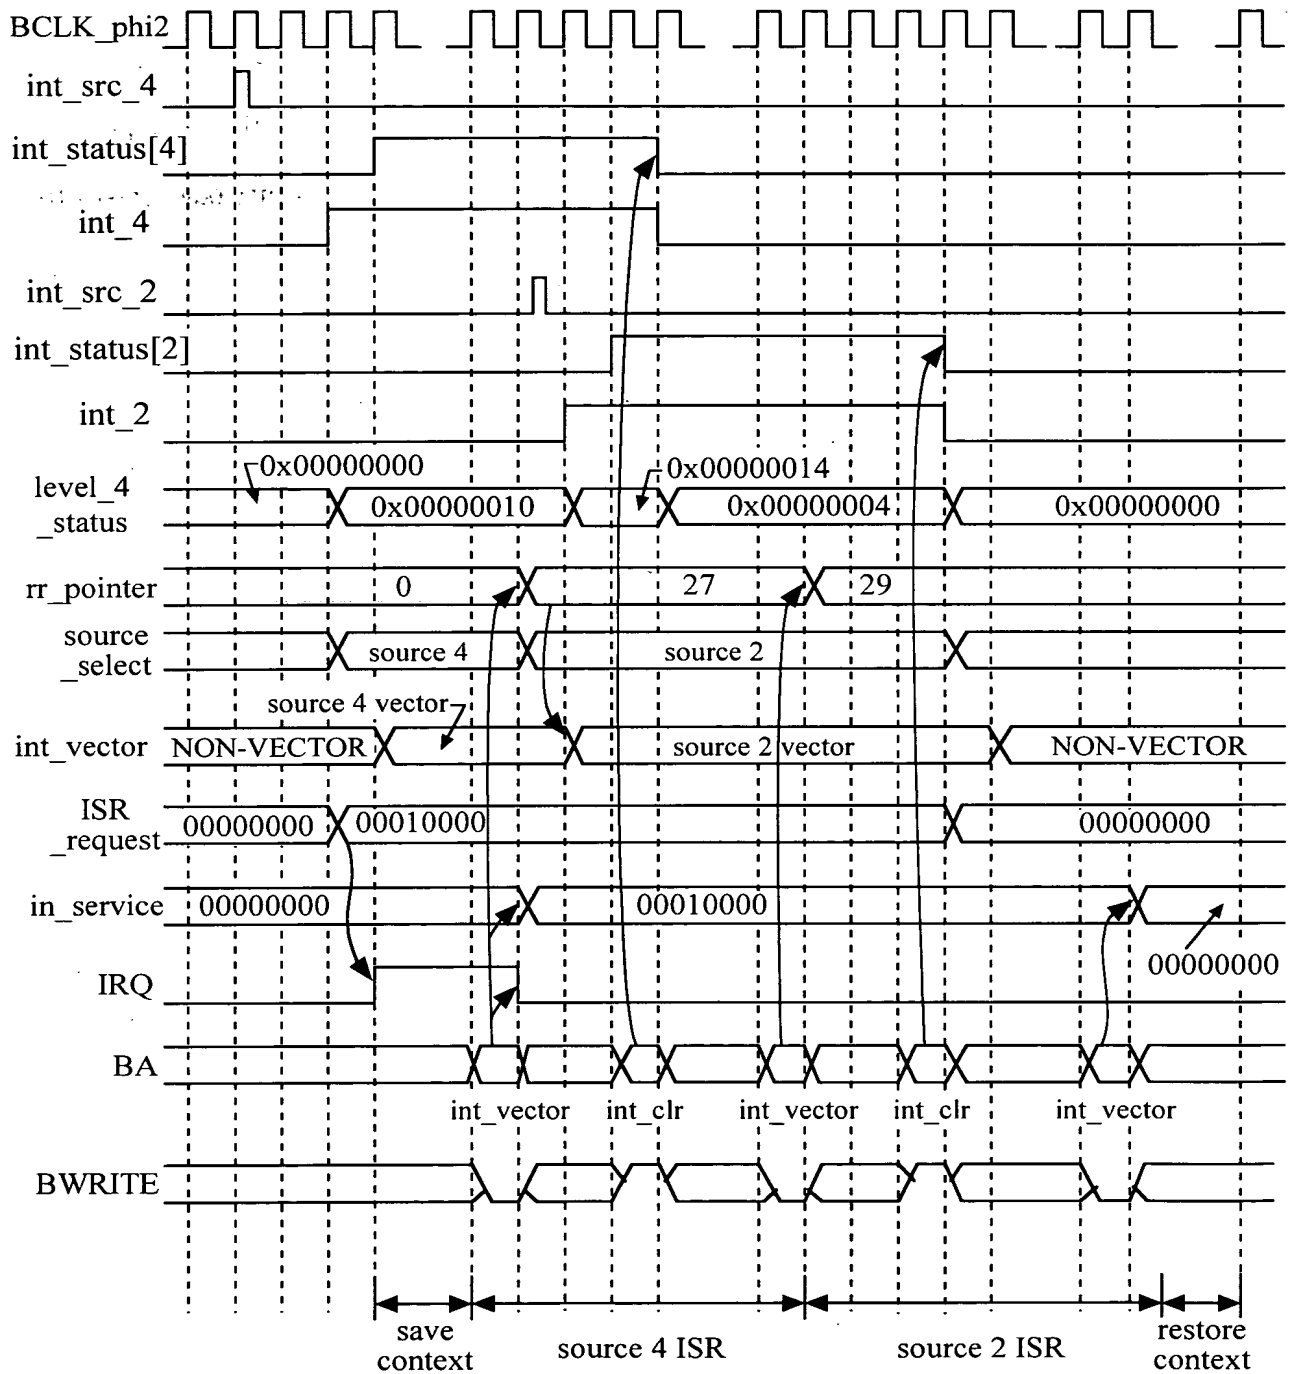 BCLK_phi2
int_src_4
int_status[4]
int_4
int_src_2
int_status[2]
int_2
0x00000000
0x00000014
level_4
_status
0x00000010
0x00000004
0x00000000
rr_pointer
0
27
29
source
_select
source 4
source 2
source 4 vector
int_vector
NON-VECTOR
source 2 vector
NON-VECTOR
ISR
_request
00000000
00010000
00000000
in_service
00000000
00010000
00000000
IRQ
BA
int_vector
int_clr
int_vector
int_clr
int_vector
BWRITE
save
context
source 4 ISR
source 2 ISR
restore
context